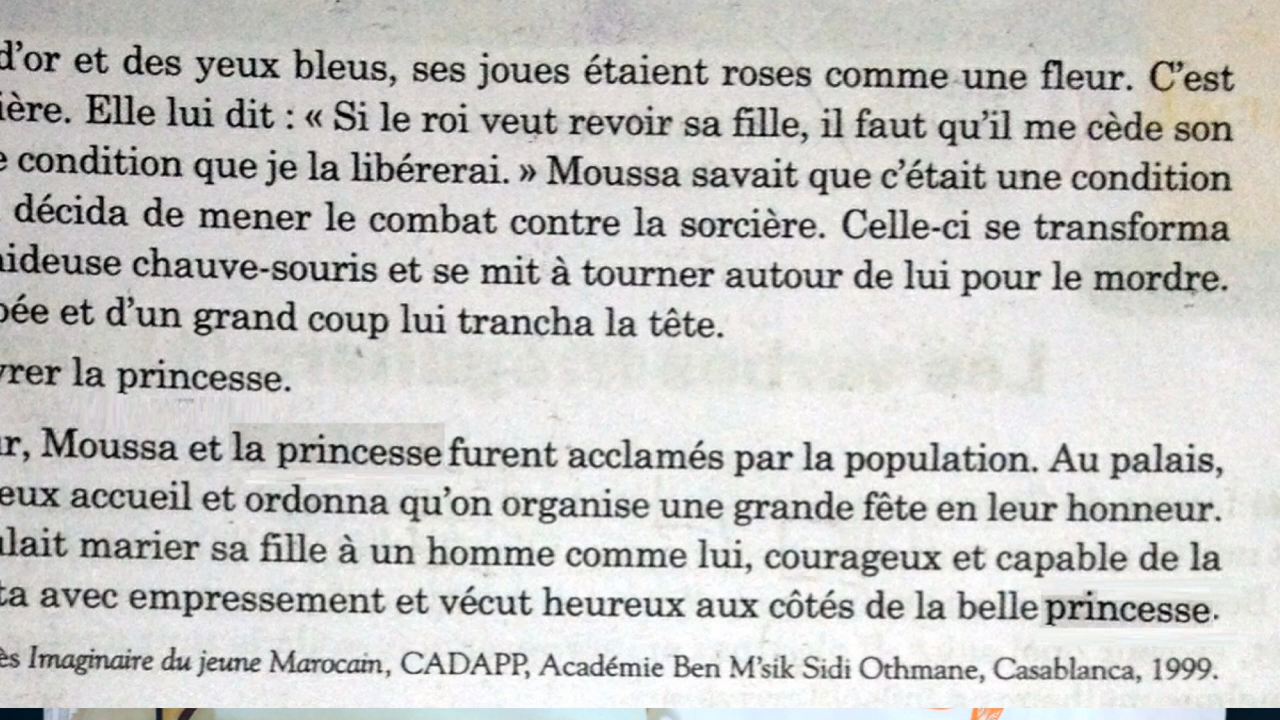 d'or et des yeux bleus, ses joues étaient roses comme une fleur. C'est
ière. Elle lui dit : « Si le roi veut revoir sa fille, il faut qu'il me cède son
e condition que je la libérerai. » Moussa savait que c'était une condition
décida de mener le combat contre la sorcière. Celle-ci se transforma
ideuse chauve-souris et se mit à tourner autour de lui pour le mordre.
pée et d'un grand coup lui trancha la tête.
vrer la princesse.
r, Moussa et la princesse furent acclamés par la population. Au palais,
eux accueil et ordonna qu'on organise une grande fête en leur honneur.
lait marier sa fille à un homme comme lui, courageux et capable de la
ta avec empressement et vécut heureux aux côtés de la belle princesse.
ès Imaginaire du jeune Marocain, CADAPP, Académie Ben M'sik Sidi Othmane, Casablanca, 1999.